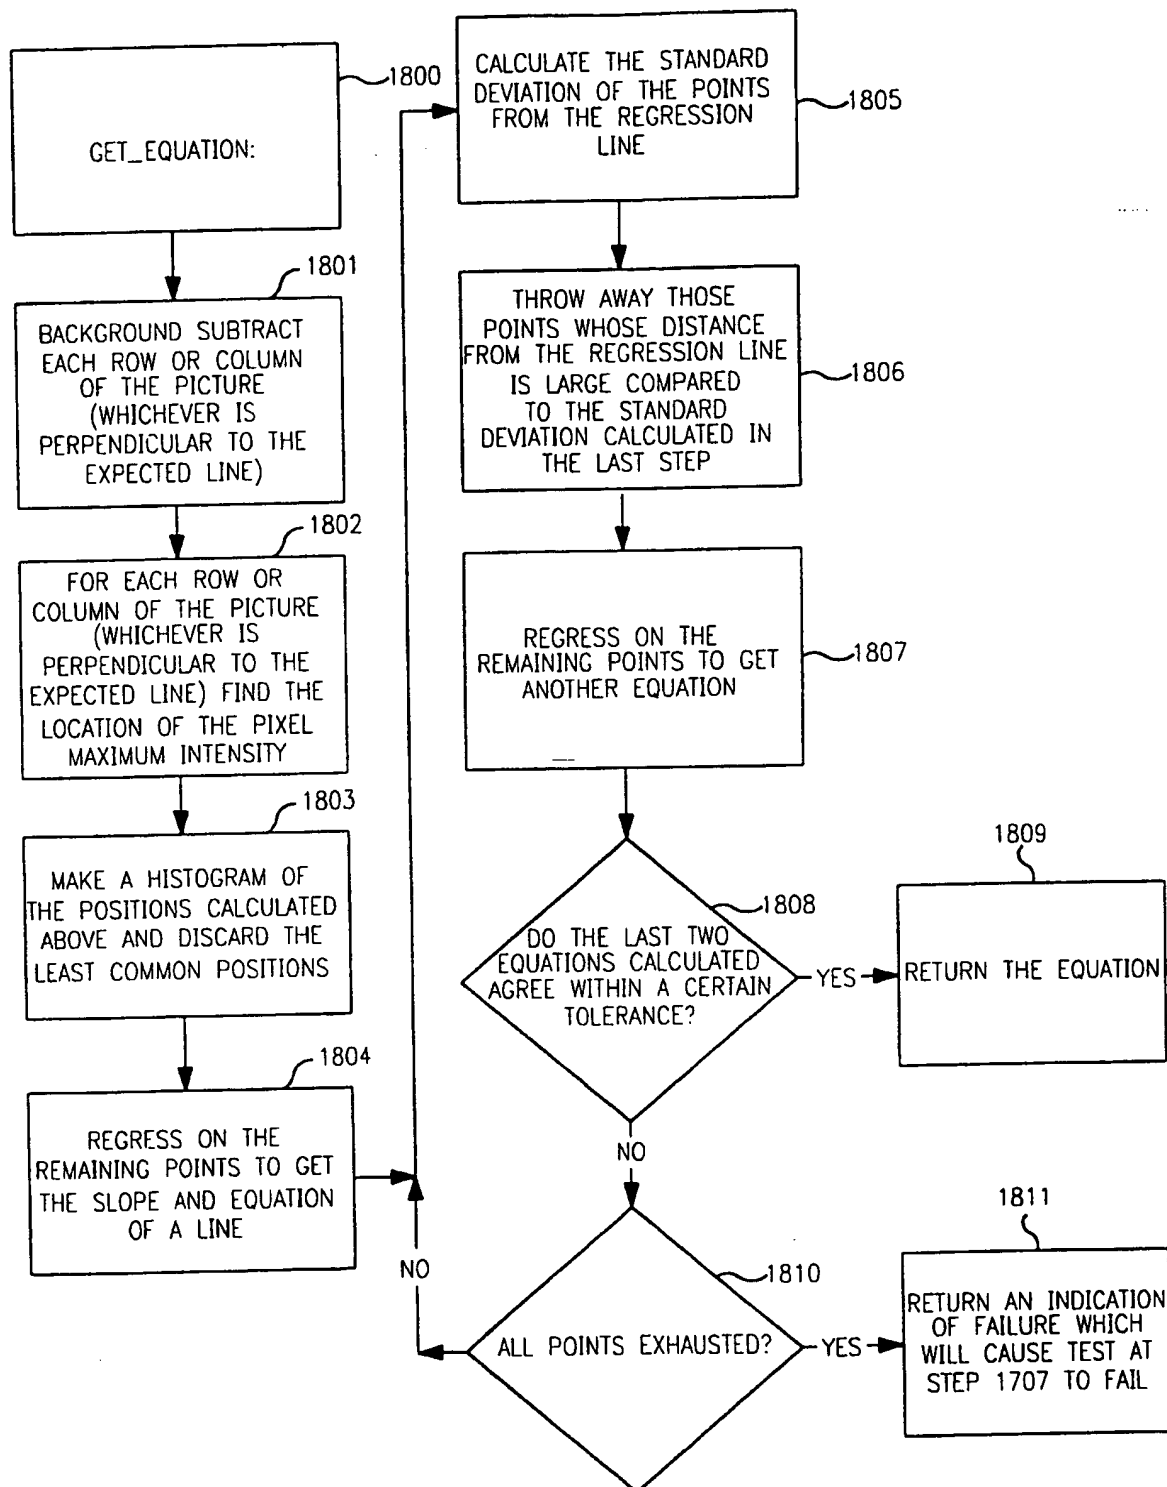 1800
GET_EQUATION:
1801
BACKGROUND SUBTRACT
EACH ROW OR COLUMN
OF THE PICTURE
(WHICHEVER IS
PERPENDICULAR TO THE
EXPECTED LINE)
1802
FOR EACH ROW OR
COLUMN OF THE PICTURE
(WHICHEVER IS
PERPENDICULAR TO THE
EXPECTED LINE) FIND THE
LOCATION OF THE PIXEL
MAXIMUM INTENSITY
1803
MAKE A HISTOGRAM OF
THE POSITIONS CALCULATED
ABOVE AND DISCARD THE
LEAST COMMON POSITIONS
1804
REGRESS ON THE
REMAINING POINTS TO GET
THE SLOPE AND EQUATION
OF A LINE
1805
CALCULATE THE STANDARD
DEVIATION OF THE POINTS
FROM THE REGRESSION
LINE
1806
THROW AWAY THOSE
POINTS WHOSE DISTANCE
FROM THE REGRESSION LINE
IS LARGE COMPARED
TO THE STANDARD
DEVIATION CALCULATED IN
THE LAST STEP
1807
REGRESS ON THE
REMAINING POINTS TO GET
ANOTHER EQUATION
1808
DO THE LAST TWO
EQUATIONS CALCULATED
AGREE WITHIN A CERTAIN
TOLERANCE?
YES
1809
RETURN THE EQUATION
NO
1810
ALL POINTS EXHAUSTED?
NO
YES
1811
RETURN AN INDICATION
OF FAILURE WHICH
WILL CAUSE TEST AT
STEP 1707 TO FAIL